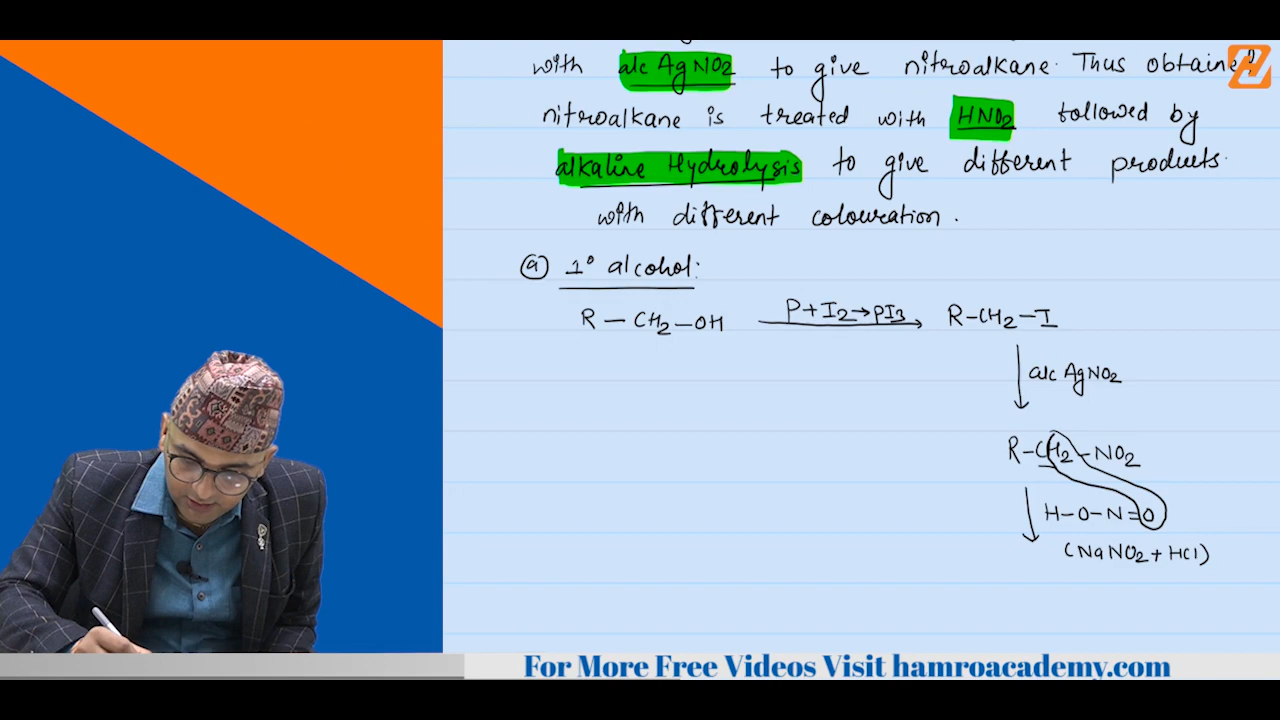 with alc AgNO2 to give nitroalkane. Thus obtained
nitroalkane is treated with HNO2 followed by
alkaline Hydrolysis to give different products
with different colouration.
(a) 1° alcohol:
R—CH2—OH P+I2→PI3 R-CH2-I
alc AgNO2
R-CH2-NO2
H-O-N=O
(NaNO2+HCl)
For More Free Videos Visit hamroacademy.com